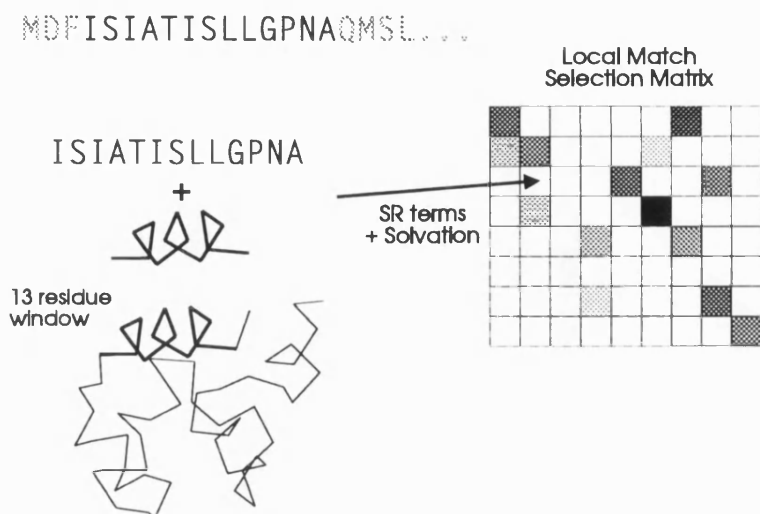 MDFISIATISLLGPNAQMSL...
Local Match
Selection Matrix
ISIATISLLGPNA
+
SR terms
+ Solvation
13 residue
window